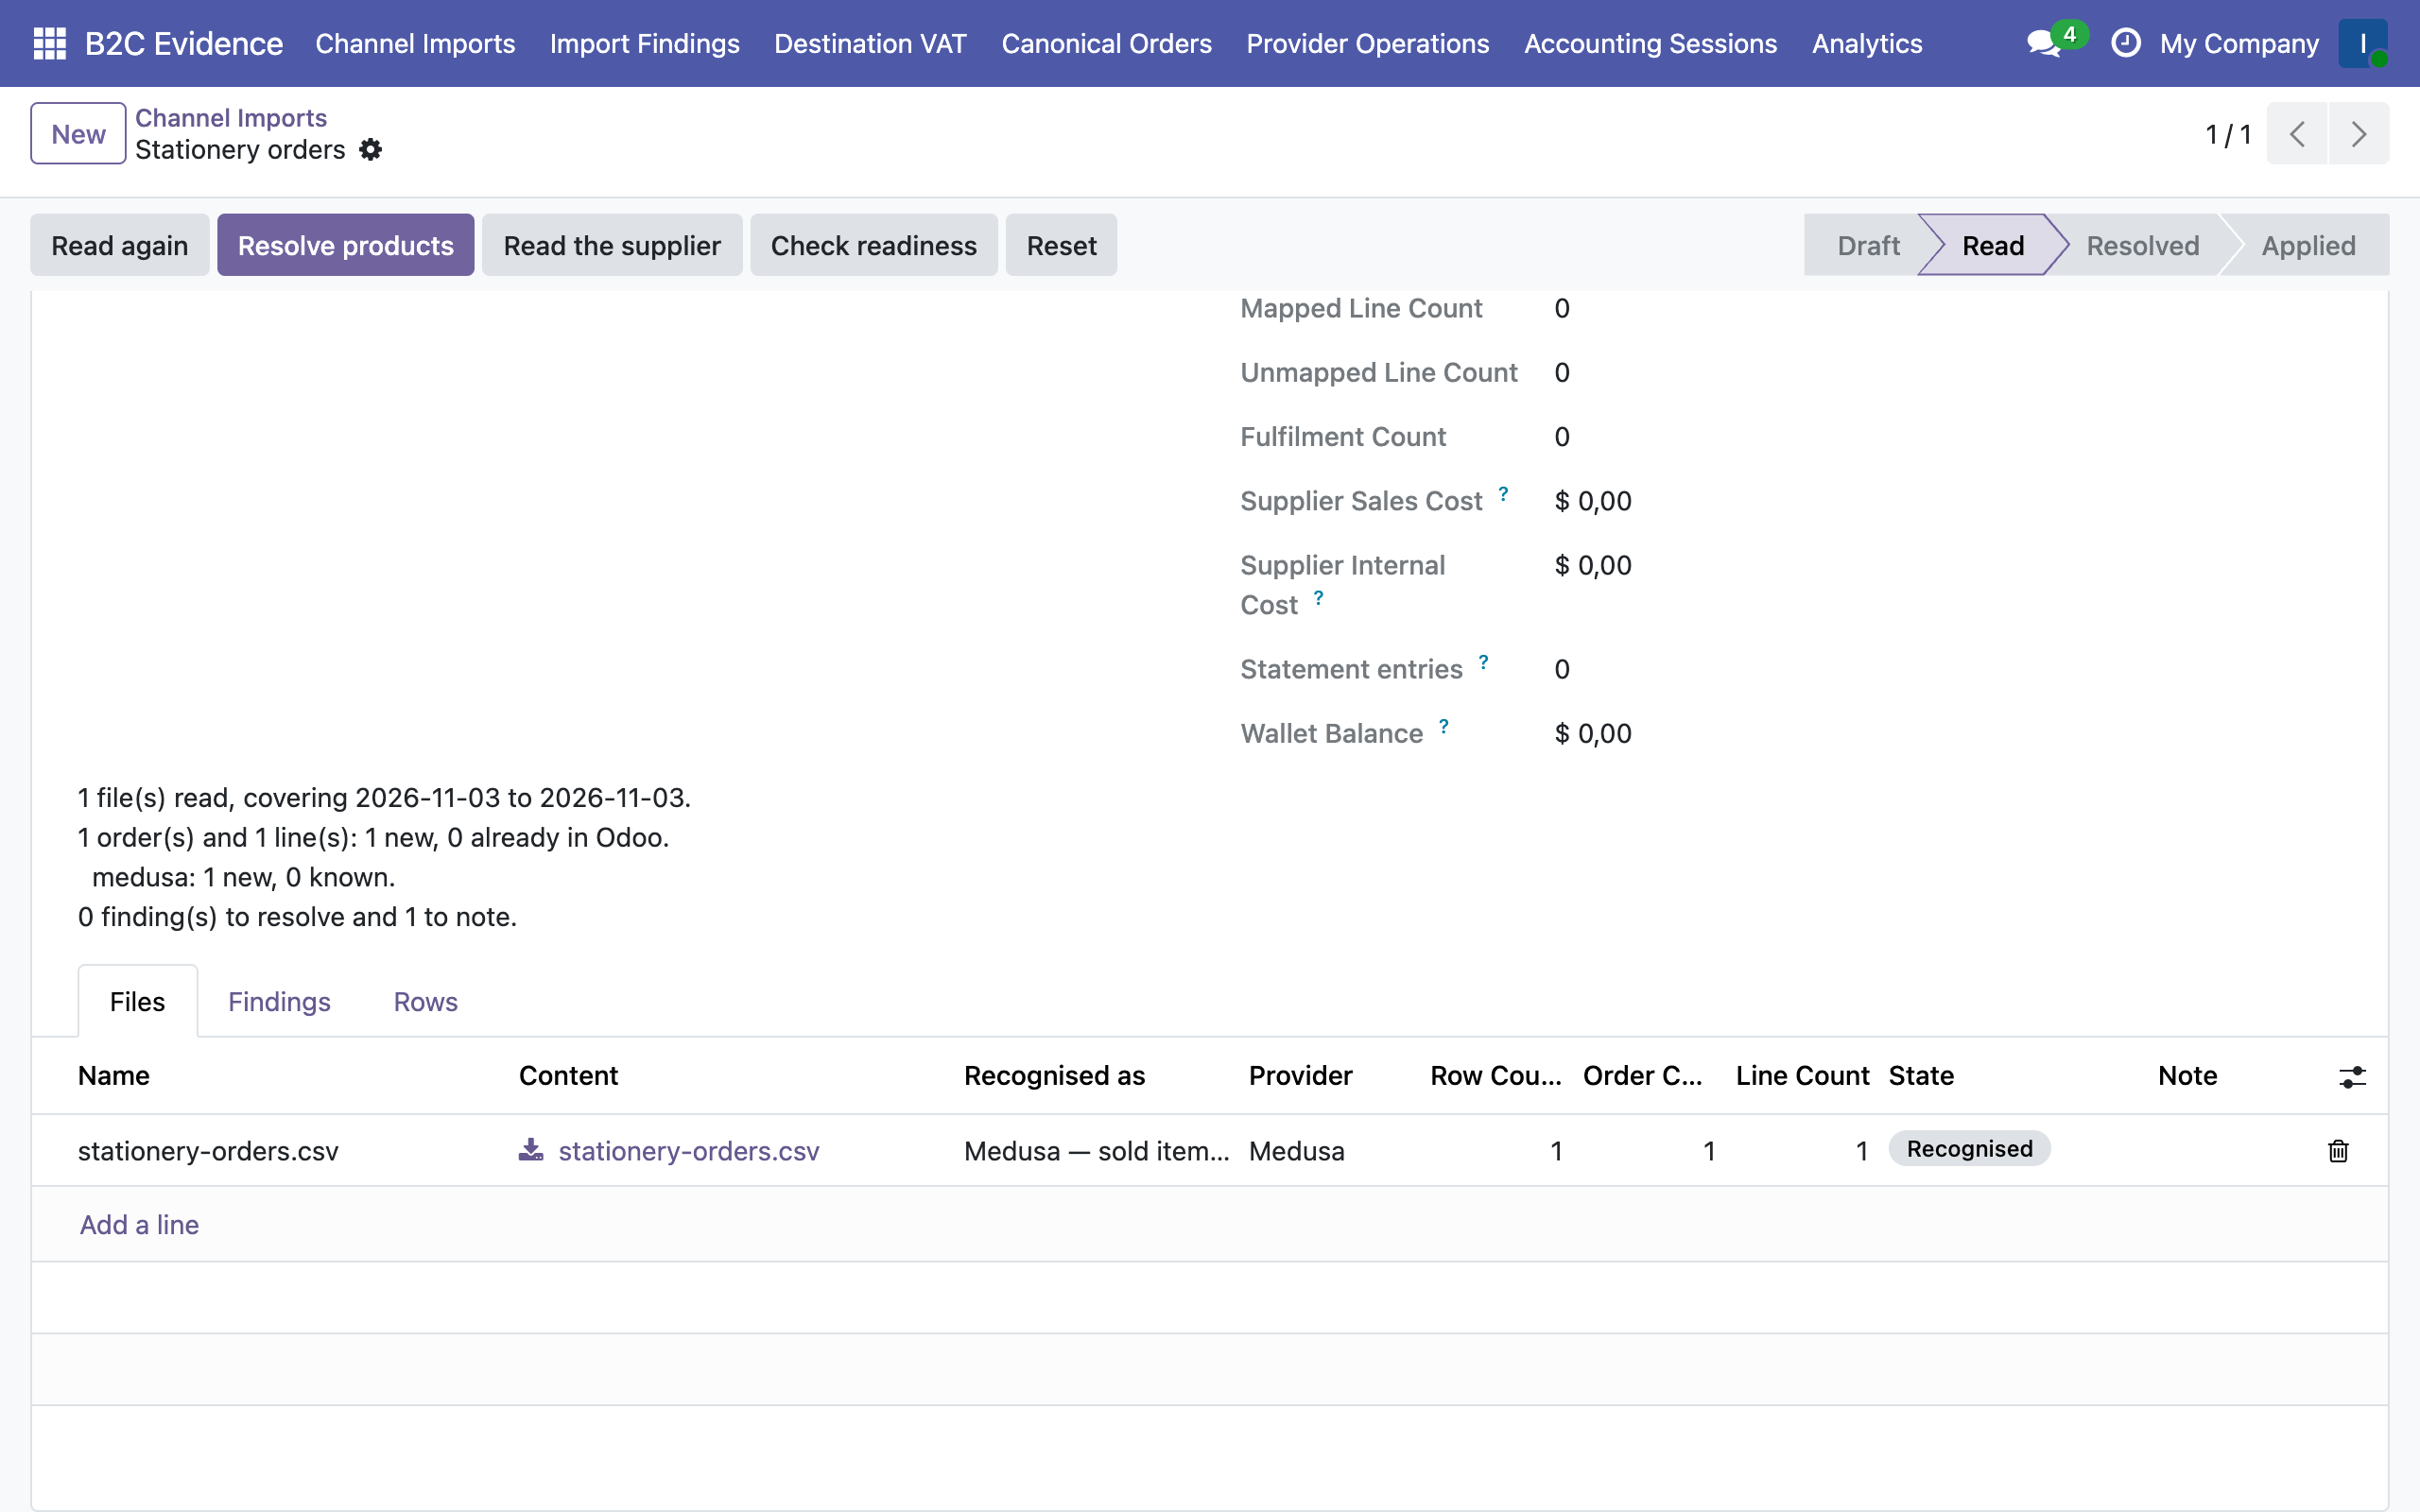 B2C Evidence Channel Imports Import Findings Destination VAT Canonical Orders Provider Operations Accounting Sessions Analytics 4 My Company I
New Channel Imports
Stationery orders
1 / 1
Read again Resolve products Read the supplier Check readiness Reset Draft Read Resolved Applied
Mapped Line Count 0
Unmapped Line Count 0
Fulfilment Count 0
Supplier Sales Cost ? $ 0,00
Supplier Internal Cost ? $ 0,00
Statement entries ? 0
Wallet Balance ? $ 0,00
1 file(s) read, covering 2026-11-03 to 2026-11-03.
1 order(s) and 1 line(s): 1 new, 0 already in Odoo.
medusa: 1 new, 0 known.
0 finding(s) to resolve and 1 to note.
Files Findings Rows
Name Content Recognised as Provider Row Cou... Order C... Line Count State Note
stationery-orders.csv stationery-orders.csv Medusa — sold item... Medusa 1 1 1 Recognised
Add a line